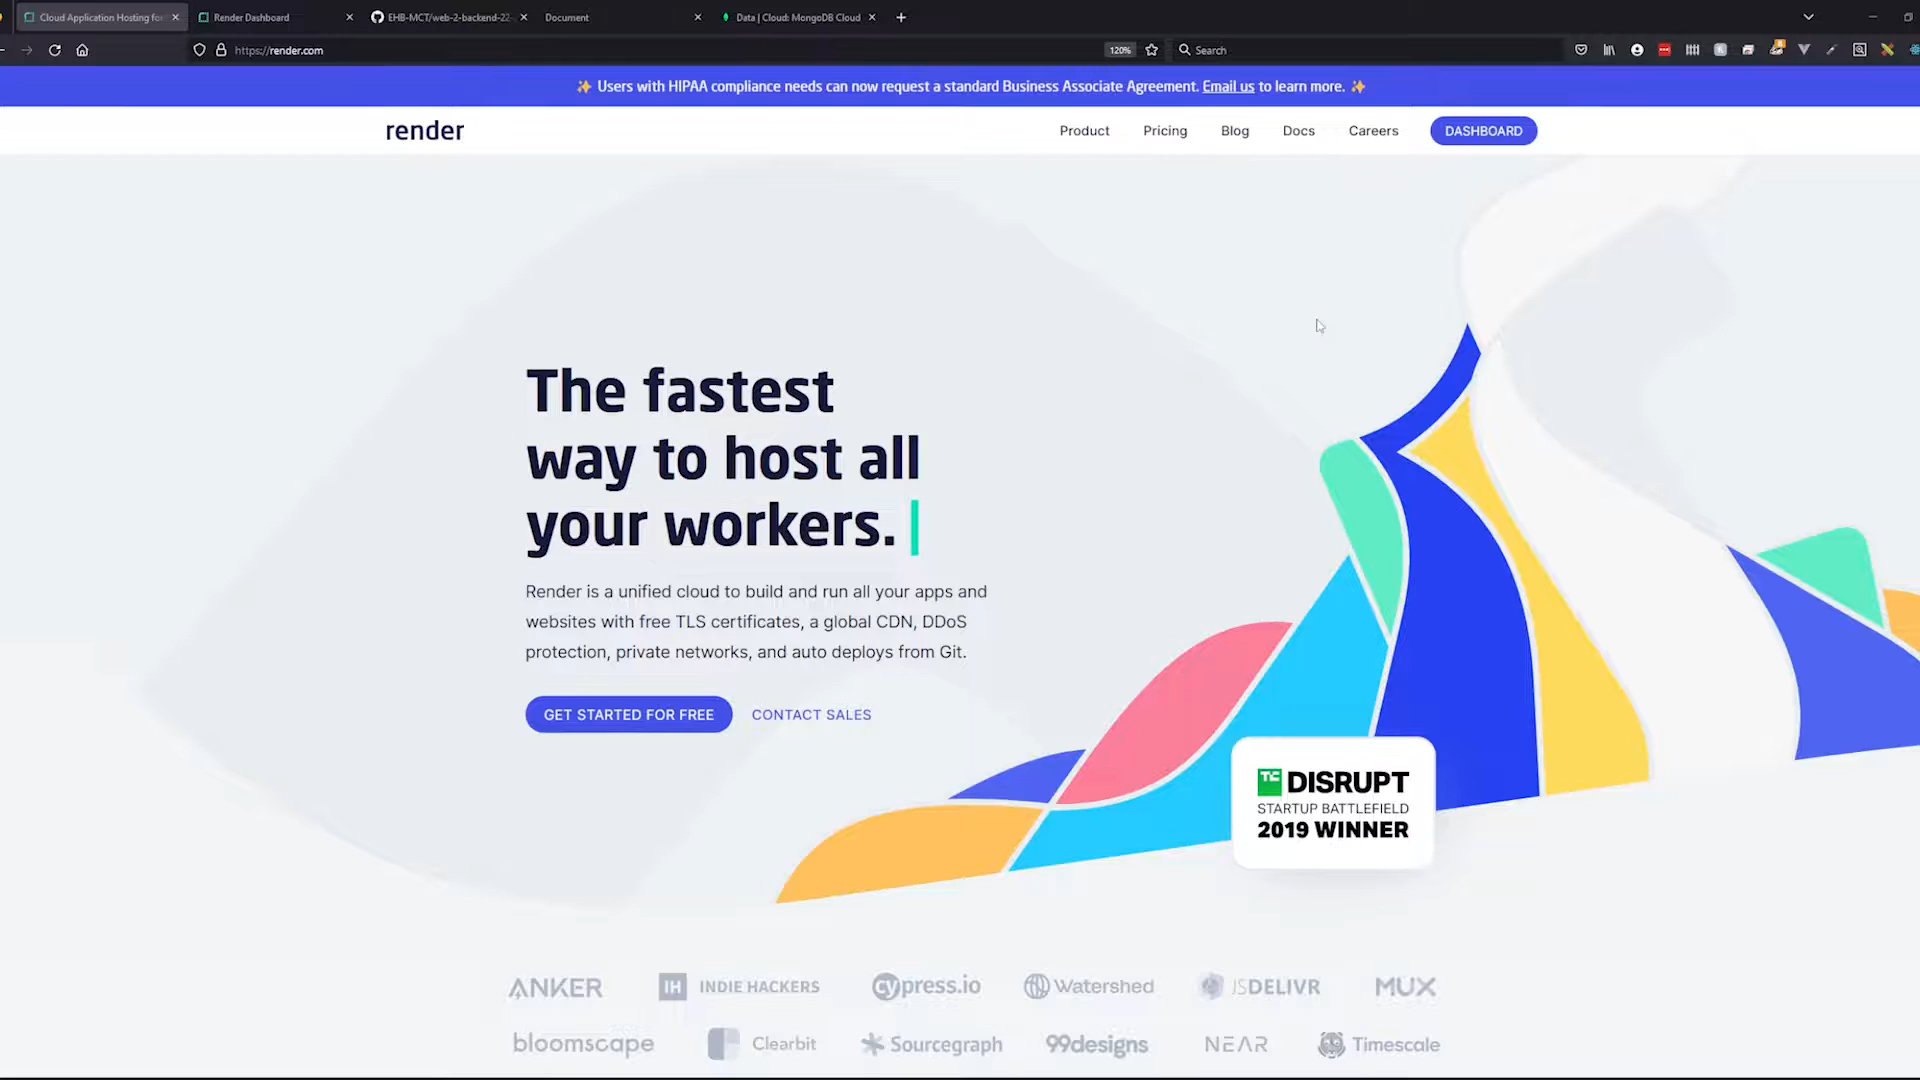 Cloud Application Hosting for
Render Dashboard
EHB-MCT/web-2-backend-22-
Document
Data | Cloud: MongoDB Cloud
https://render.com
120%
Search
✨ Users with HIPAA compliance needs can now request a standard Business Associate Agreement. Email us to learn more. ✨
render
Product
Pricing
Blog
Docs
Careers
DASHBOARD
The fastest
way to host all
your workers.
Render is a unified cloud to build and run all your apps and
websites with free TLS certificates, a global CDN, DDoS
protection, private networks, and auto deploys from Git.
GET STARTED FOR FREE
CONTACT SALES
TC DISRUPT
STARTUP BATTLEFIELD
2019 WINNER
ANKER
IH INDIE HACKERS
cypress.io
Watershed
JSDELIVR
MUX
bloomscape
Clearbit
Sourcegraph
99designs
NEAR
Timescale